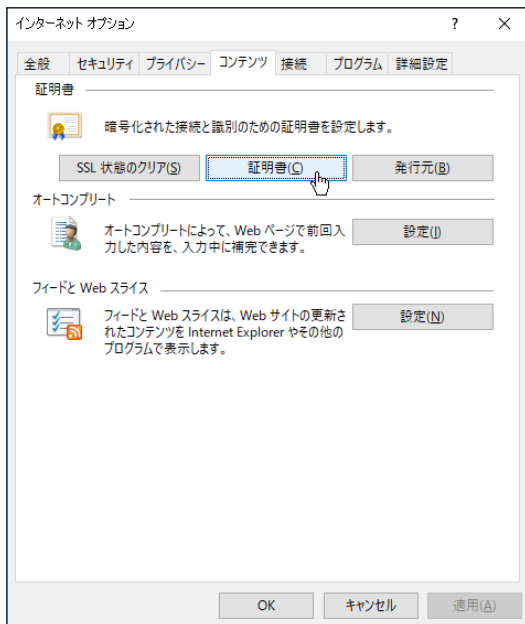 インターネット オプション ? ×
全般 セキュリティ プライバシー コンテンツ 接続 プログラム 詳細設定
証明書
暗号化された接続と識別のための証明書を設定します。
SSL 状態のクリア(S) 証明書(C) 発行元(B)
オートコンプリート
オートコンプリートによって、Web ページで前回入
力した内容を、入力中に補完できます。
設定(I)
フィードと Web スライス
フィードと Web スライスは、Web サイトの更新さ
れたコンテンツを Internet Explorer やその他の
プログラムで表示します。
設定(N)
OK キャンセル 適用(A)